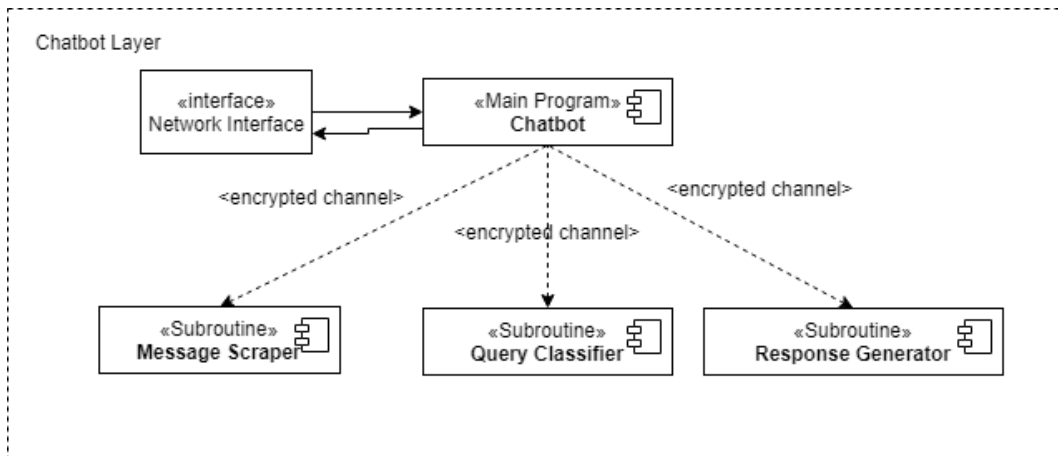 Chatbot Layer
«interface»
Network Interface
«Main Program»
Chatbot
<encrypted channel>
<encrypted channel>
<encrypted channel>
«Subroutine»
Message Scraper
«Subroutine»
Query Classifier
«Subroutine»
Response Generator